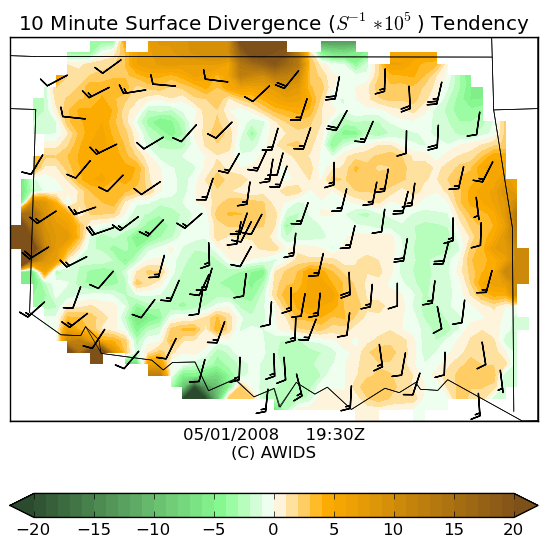 10 Minute Surface Divergence (S⁻¹ *10⁵ ) Tendency
05/01/2008 19:30Z
(C) AWIDS
−20 −15 −10 −5 0 5 10 15 20